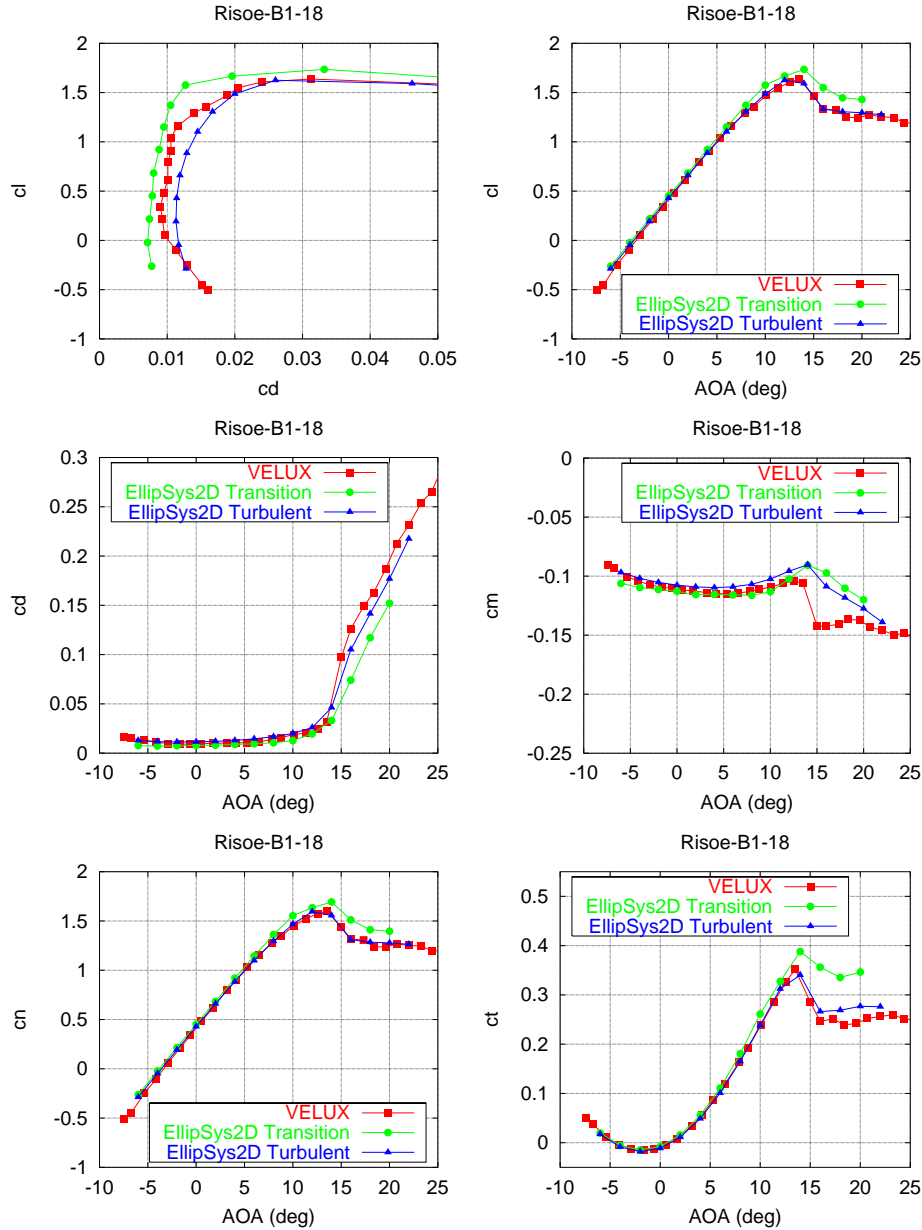 Risoe-B1-18
cl
2
1.5
1
0.5
0
-0.5
-1
0
0.01
0.02
0.03
0.04
0.05
cd
Risoe-B1-18
cl
2
1.5
1
0.5
0
-0.5
-1
VELUX
EllipSys2D Transition
EllipSys2D Turbulent
-10
-5
0
5
10
15
20
25
AOA (deg)
Risoe-B1-18
cd
0.3
0.25
0.2
0.15
0.1
0.05
0
VELUX
EllipSys2D Transition
EllipSys2D Turbulent
-10
-5
0
5
10
15
20
25
AOA (deg)
Risoe-B1-18
cm
0
-0.05
-0.1
-0.15
-0.2
-0.25
VELUX
EllipSys2D Transition
EllipSys2D Turbulent
-10
-5
0
5
10
15
20
25
AOA (deg)
Risoe-B1-18
cn
2
1.5
1
0.5
0
-0.5
-1
VELUX
EllipSys2D Transition
EllipSys2D Turbulent
-10
-5
0
5
10
15
20
25
AOA (deg)
Risoe-B1-18
ct
0.5
0.4
0.3
0.2
0.1
0
VELUX
EllipSys2D Transition
EllipSys2D Turbulent
-10
-5
0
5
10
15
20
25
AOA (deg)